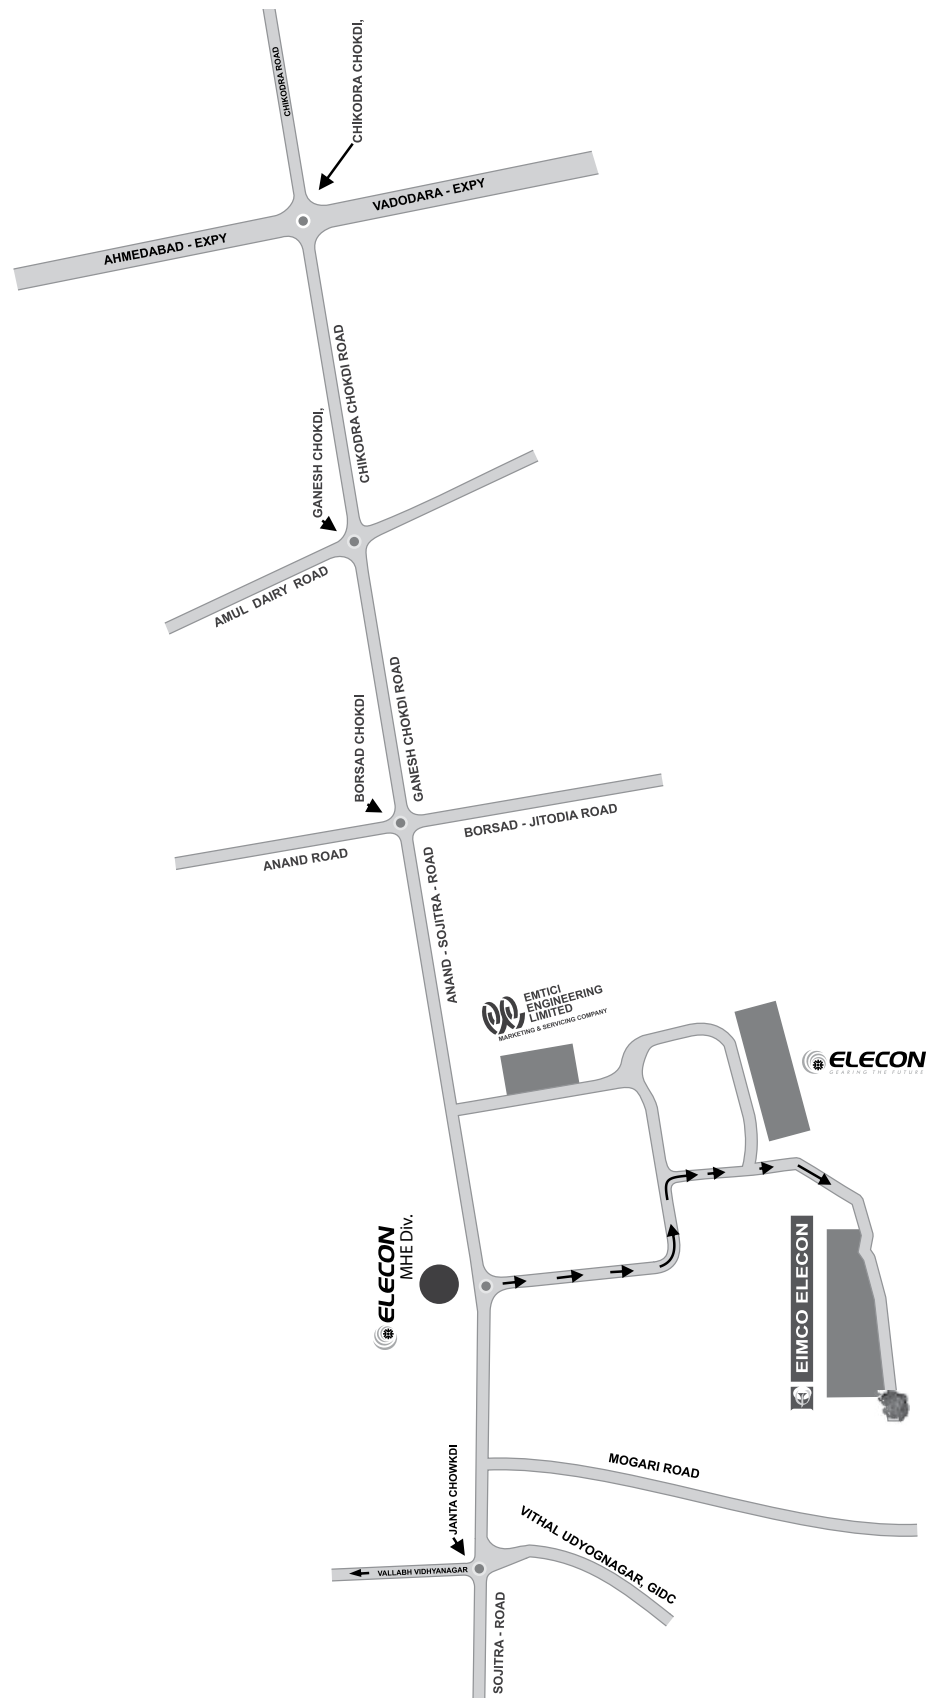 CHIKODRA ROAD
CHIKODRA CHOKDI,
VADODARA - EXPY
AHMEDABAD - EXPY
CHIKODRA CHOKDI ROAD
GANESH CHOKDI,
AMUL DAIRY ROAD
GANESH CHOKDI ROAD
BORSAD CHOKDI
BORSAD - JITODIA ROAD
ANAND ROAD
ANAND - SOJITRA - ROAD
EMTICI
ENGINEERING
LIMITED
MARKETING & SERVICING COMPANY
ELECON
GEARING THE FUTURE
ELECON
MHE Div.
EIMCO ELECON
MOGARI ROAD
JANTA CHOWKDI
VITHAL UDYOGNAGAR, GIDC
VALLABH VIDHYANAGAR
SOJITRA - ROAD